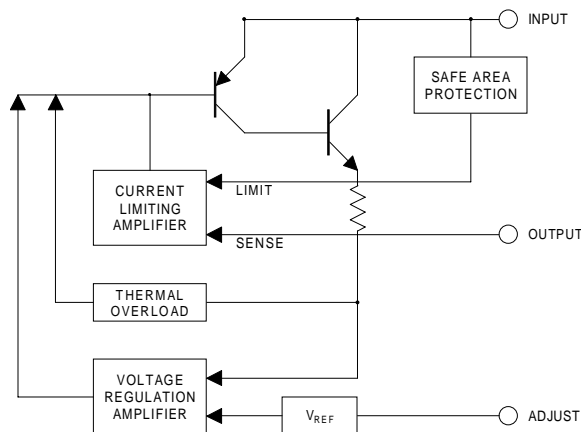 INPUT
SAFE AREA
PROTECTION
CURRENT
LIMITING
AMPLIFIER
LIMIT
SENSE
OUTPUT
THERMAL
OVERLOAD
VOLTAGE
REGULATION
AMPLIFIER
VREF
ADJUST